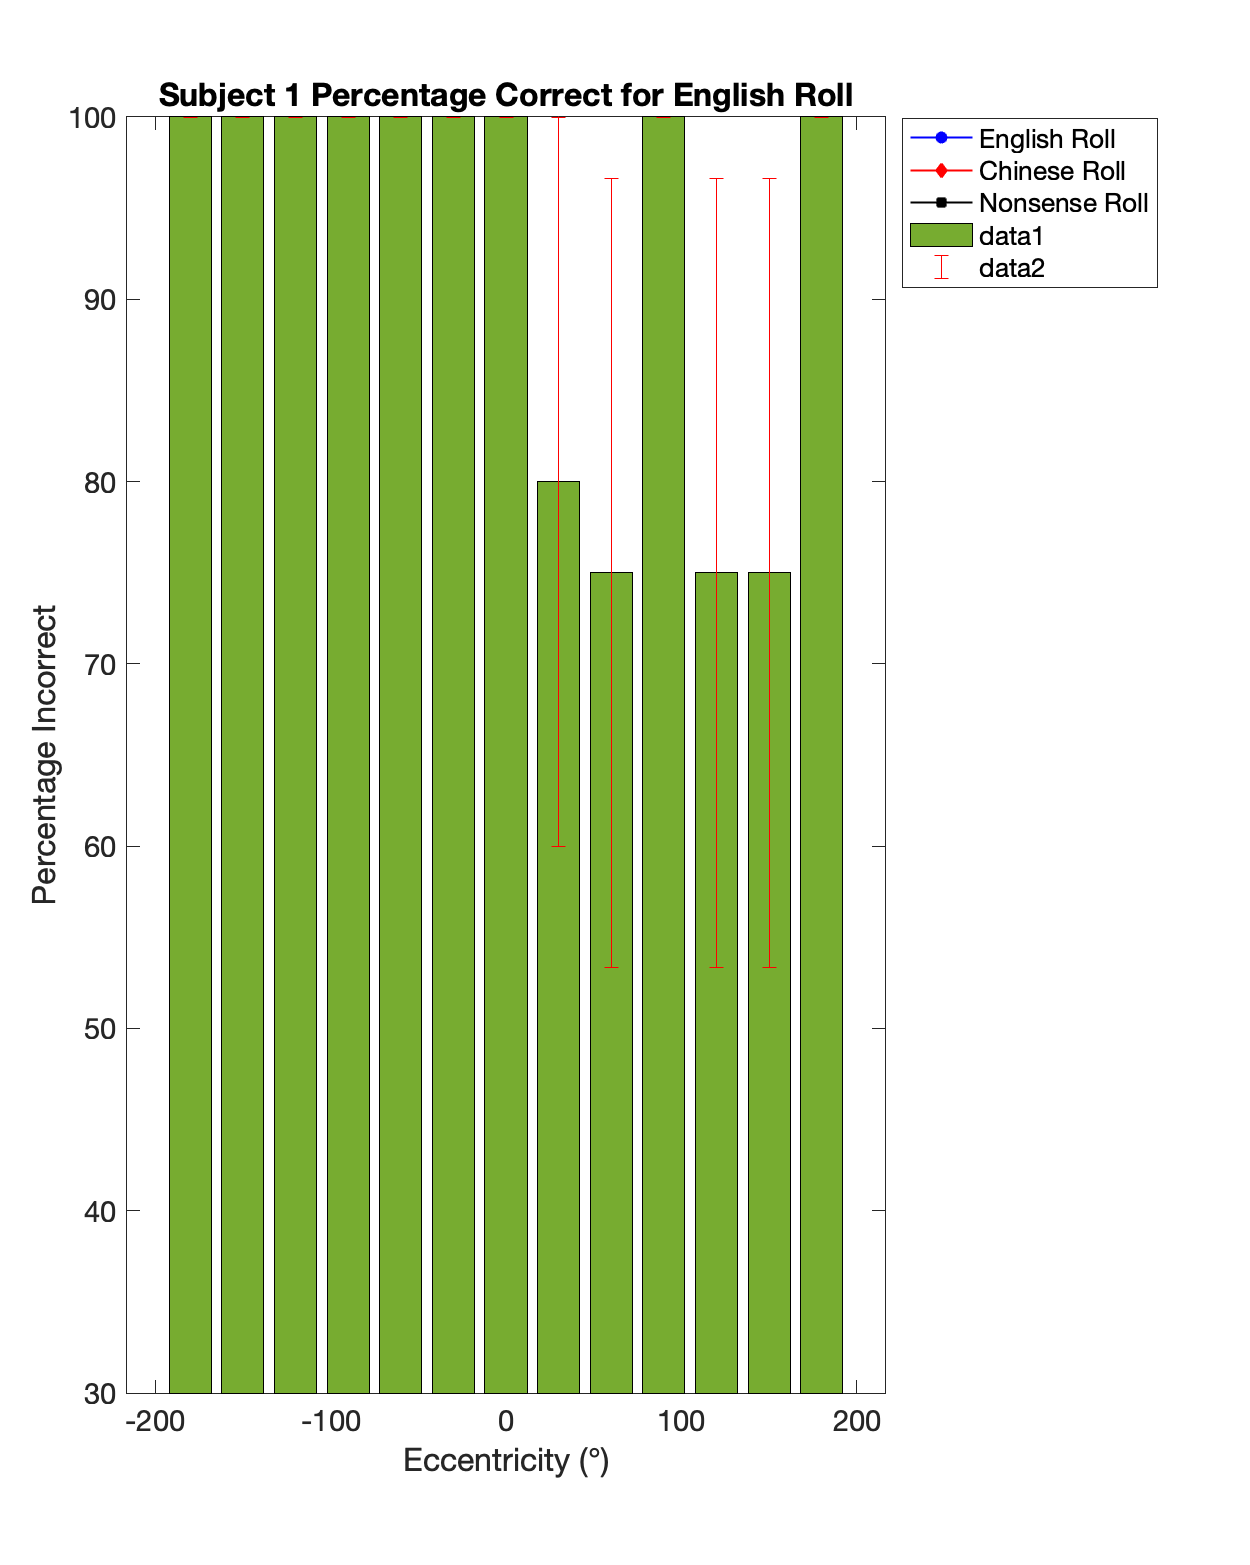 Subject 1 Percentage Correct for English Roll
100
90
80
70
60
50
40
30
Percentage Incorrect
-200
-100
0
100
200
Eccentricity (°)
English Roll
Chinese Roll
Nonsense Roll
data1
data2